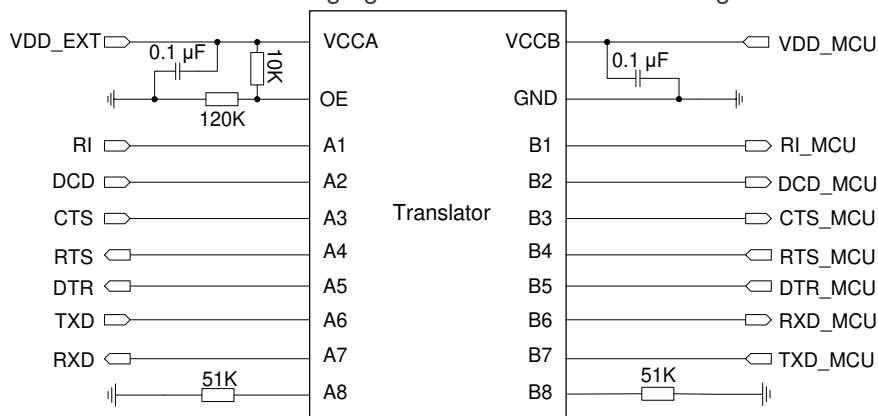 VDD_EXT
0.1 µF
10K
VCCA
VCCB
0.1 µF
VDD_MCU
120K
OE
GND
RI
A1
B1
RI_MCU
DCD
A2
B2
DCD_MCU
CTS
A3
Translator
B3
CTS_MCU
RTS
A4
B4
RTS_MCU
DTR
A5
B5
DTR_MCU
TXD
A6
B6
RXD_MCU
RXD
A7
B7
TXD_MCU
51K
A8
B8
51K